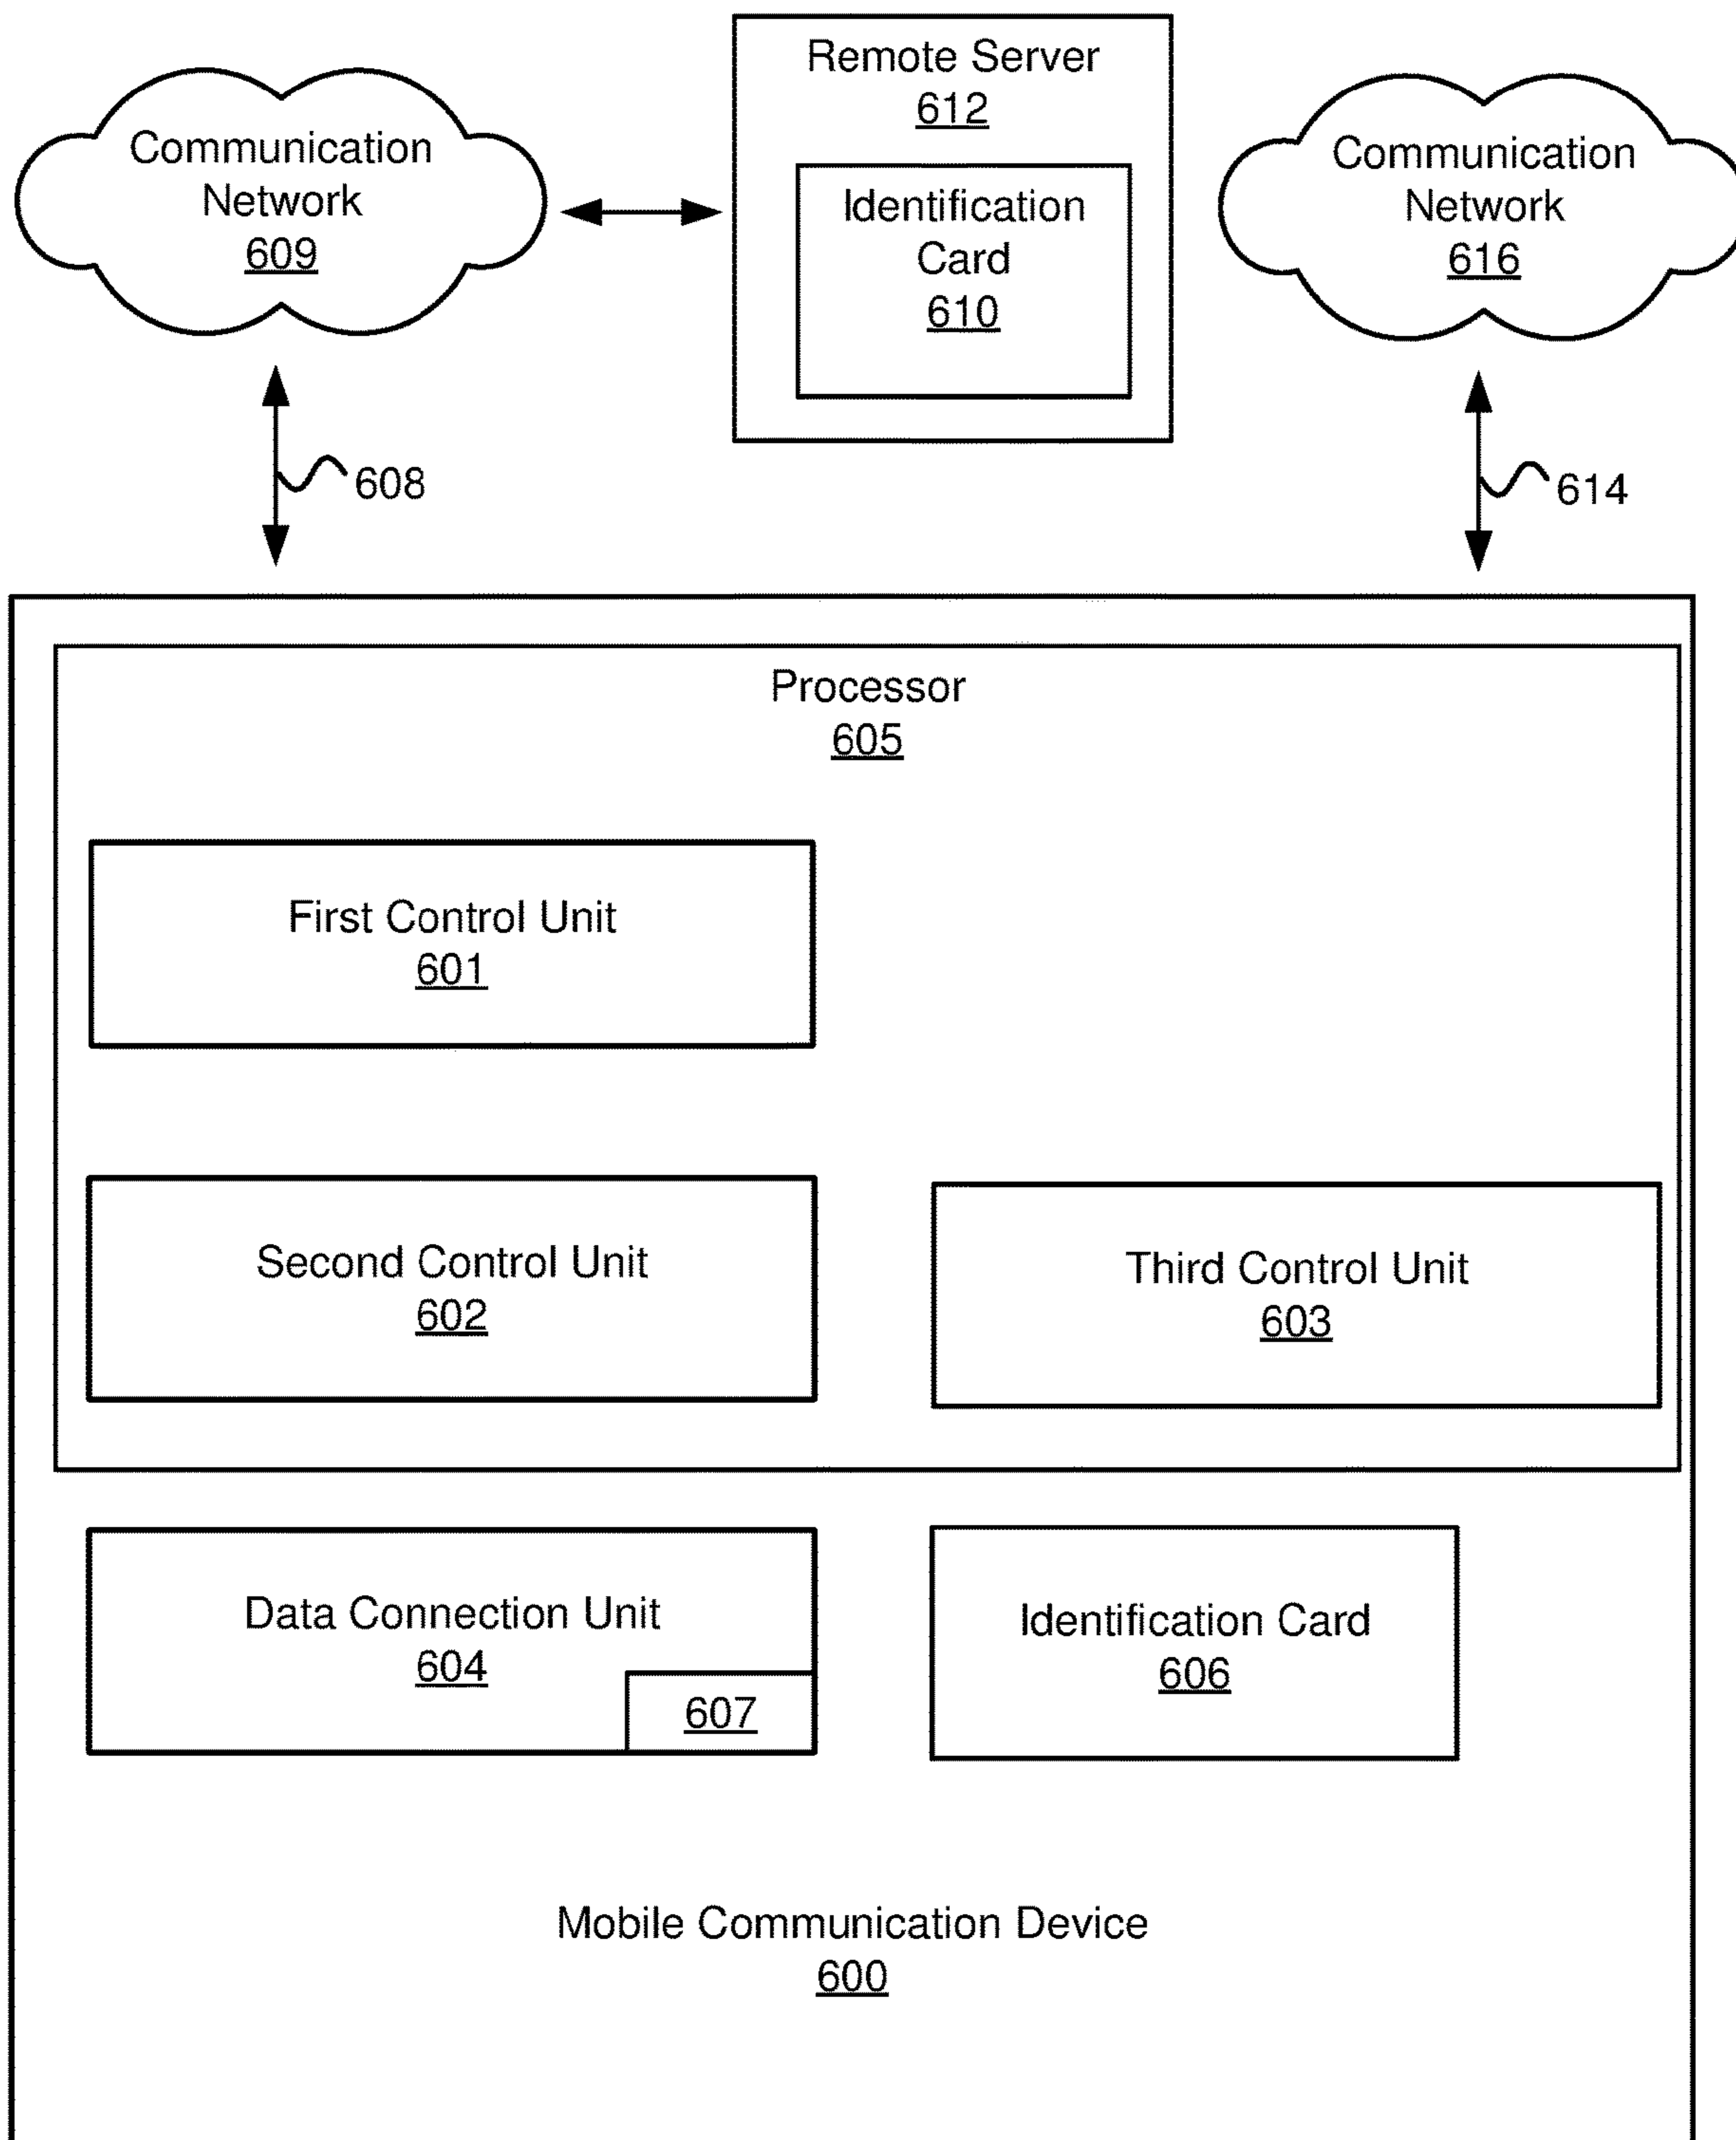 Remote Server
612
Communication
Network
609
Identification
Card
610
Communication
Network
616
608
614
Processor
605
First Control Unit
601
Second Control Unit
602
Third Control Unit
603
Data Connection Unit
604
607
Identification Card
606
Mobile Communication Device
600